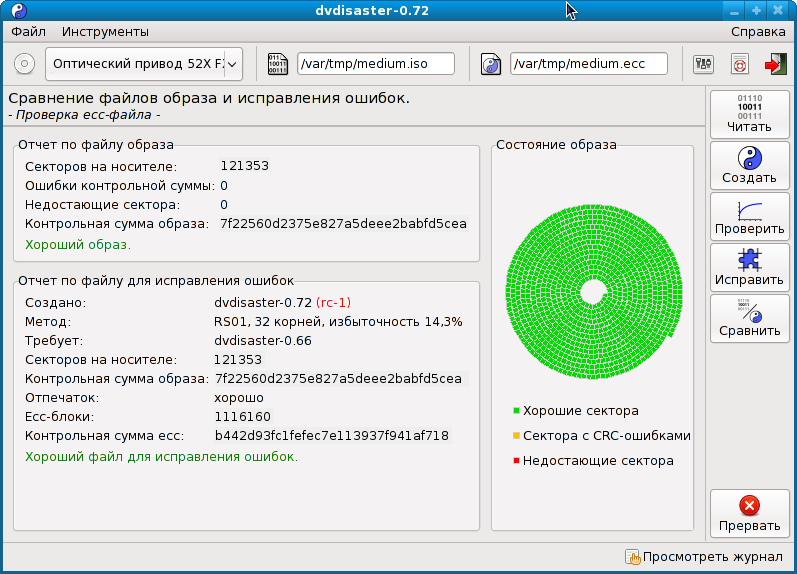 dvdisaster-0.72
Файл Инструменты Справка
Оптический привод 52X F /var/tmp/medium.iso /var/tmp/medium.ecc
Сравнение файлов образа и исправления ошибок.
- Проверка ecc-файла -
Отчет по файлу образа
Секторов на носителе: 121353
Ошибки контрольной суммы: 0
Недостающие сектора: 0
Контрольная сумма образа: 7f22560d2375e827a5deee2babfd5cea
Хороший образ.
Отчет по файлу для исправления ошибок
Создано: dvdisaster-0.72 (rc-1)
Метод: RS01, 32 корней, избыточность 14,3%
Требует: dvdisaster-0.66
Секторов на носителе: 121353
Контрольная сумма образа: 7f22560d2375e827a5deee2babfd5cea
Отпечаток: хорошо
Ecc-блоки: 1116160
Контрольная сумма ecc: b442d93fc1fefec7e113937f941af718
Хороший файл для исправления ошибок.
Состояние образа
Хорошие сектора
Сектора с CRC-ошибками
Недостающие сектора
01110
10011
00111
Читать
Создать
Проверить
Исправить
Сравнить
Прервать
Просмотреть журнал